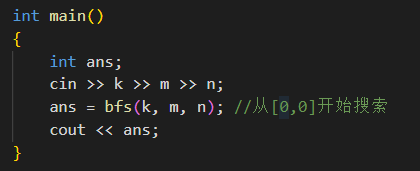 int main()
{
    int ans;
    cin >> k >> m >> n;
    ans = bfs(k, m, n); //从[0,0]开始搜索
    cout << ans;
}